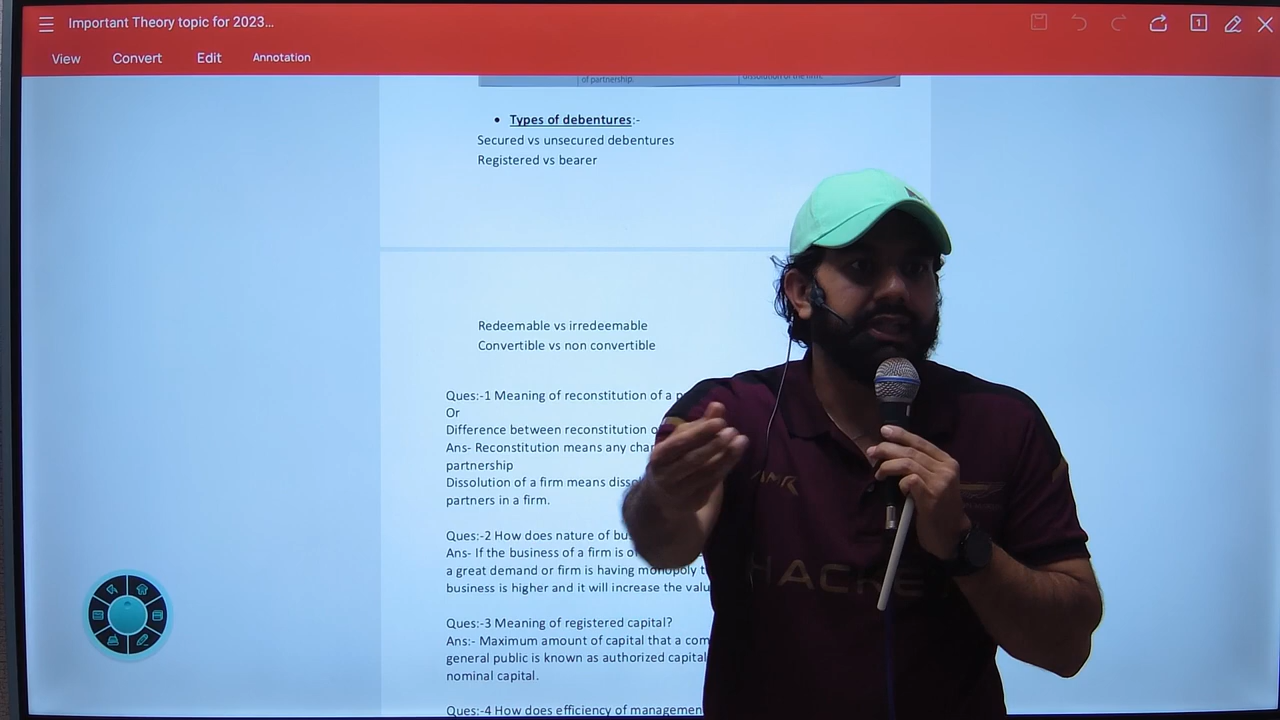 Important Theory topic for 2023...
1
View Convert Edit Annotation
of partnership. dissolution of the firm.
• Types of debentures:-
Secured vs unsecured debentures
Registered vs bearer
Redeemable vs irredeemable
Convertible vs non convertible
Ques:-1 Meaning of reconstitution of a p
Or
Difference between reconstitution o
Ans- Reconstitution means any chan
partnership
Dissolution of a firm means disso
partners in a firm.
Ques:-2 How does nature of bu
Ans- If the business of a firm is o
a great demand or firm is having monopoly t
business is higher and it will increase the valu
Ques:-3 Meaning of registered capital?
Ans:- Maximum amount of capital that a com
general public is known as authorized capital
nominal capital.
Ques:-4 How does efficiency of managemen
AMR
HACKE